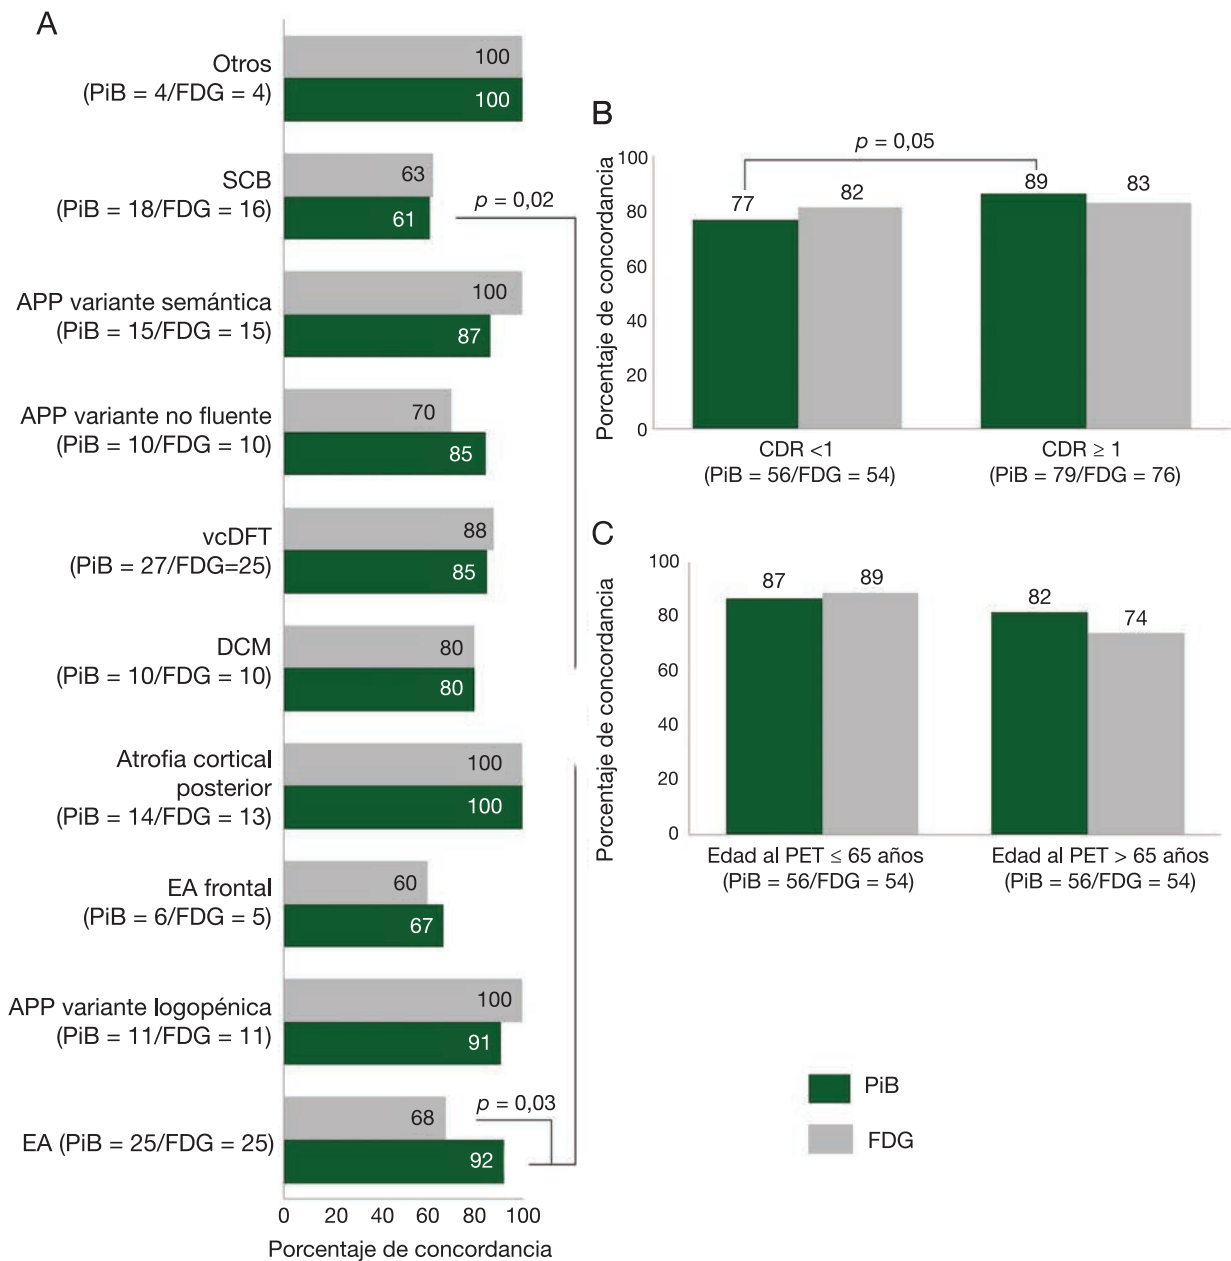 A
Otros
(PiB = 4/FDG = 4)
100
100
SCB
(PiB = 18/FDG = 16)
63
61
p = 0,02
APP variante semántica
(PiB = 15/FDG = 15)
100
87
APP variante no fluente
(PiB = 10/FDG = 10)
70
85
vcDFT
(PiB = 27/FDG=25)
88
85
DCM
(PiB = 10/FDG = 10)
80
80
Atrofia cortical
posterior
(PiB = 14/FDG = 13)
100
100
EA frontal
(PiB = 6/FDG = 5)
60
67
APP variante logopénica
(PiB = 11/FDG = 11)
100
91
EA (PiB = 25/FDG = 25)
68
92
p = 0,03
0 20 40 60 80 100
Porcentaje de concordancia
B
Porcentaje de concordancia
100
80
60
40
20
0
p = 0,05
77 82 89 83
CDR <1 CDR ≥ 1
(PiB = 56/FDG = 54) (PiB = 79/FDG = 76)
C
Porcentaje de concordancia
100
80
60
40
20
0
87 89 82 74
Edad al PET ≤ 65 años Edad al PET > 65 años
(PiB = 56/FDG = 54) (PiB = 56/FDG = 54)
PiB
FDG